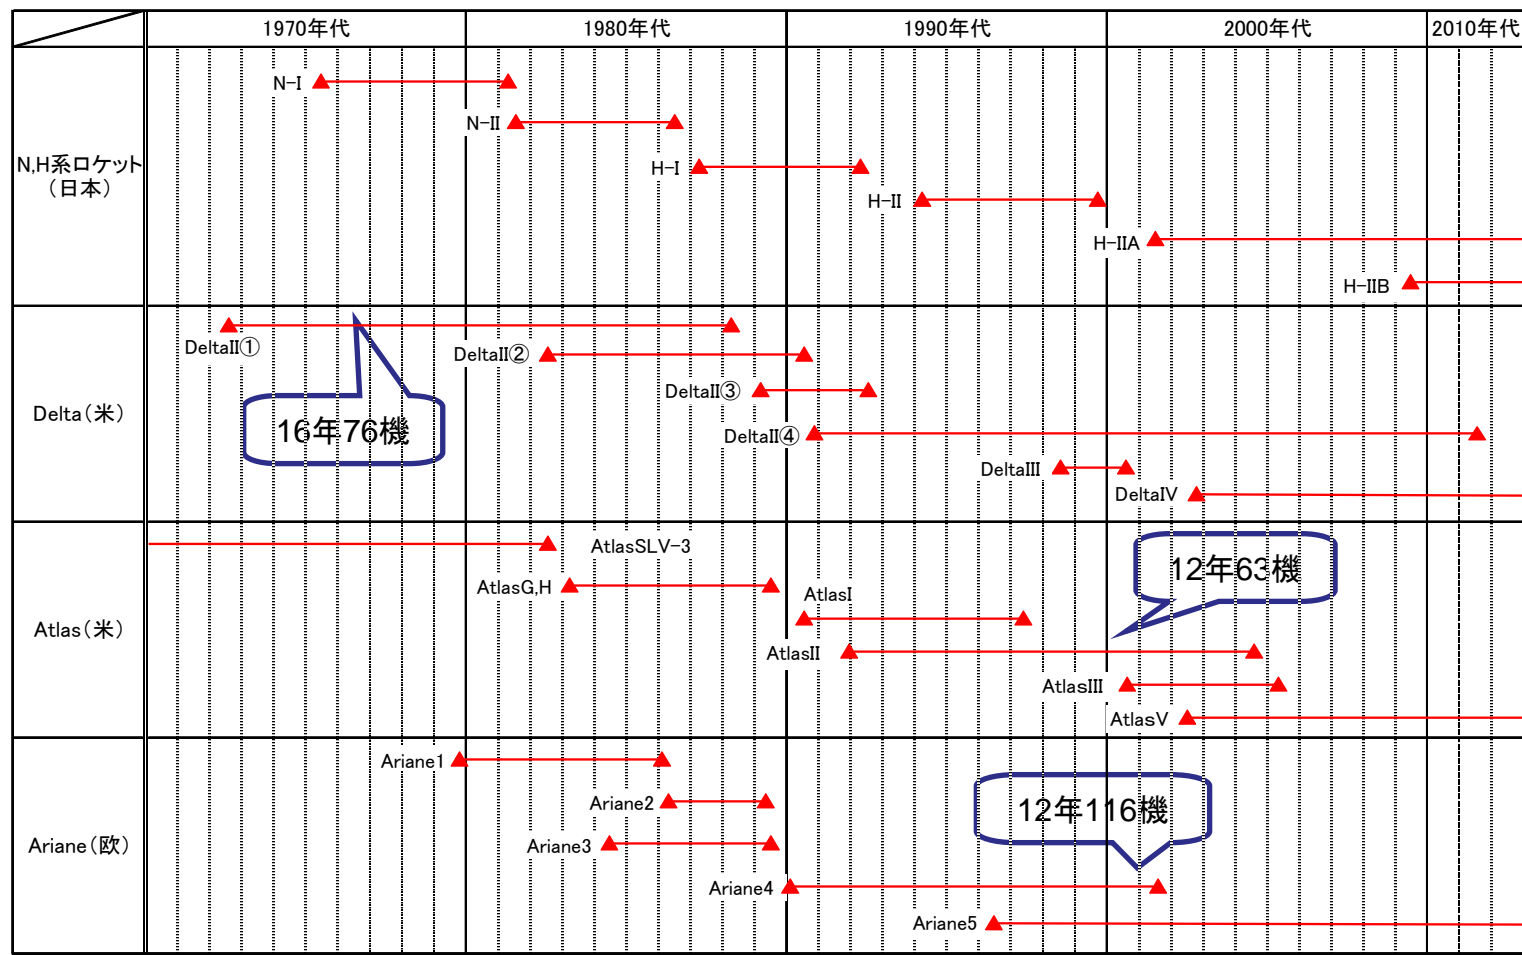 1970年代 1980年代 1990年代 2000年代 2010年代
N,H系ロケット
（日本）
N-I
N-II
H-I
H-II
H-IIA
H-IIB
Delta（米）
DeltaII①
DeltaII②
DeltaII③
DeltaII④
DeltaIII
DeltaIV
16年76機
Atlas（米）
AtlasSLV-3
AtlasG,H
AtlasI
AtlasII
AtlasIII
AtlasV
12年63機
Ariane（欧）
Ariane1
Ariane2
Ariane3
Ariane4
Ariane5
12年116機